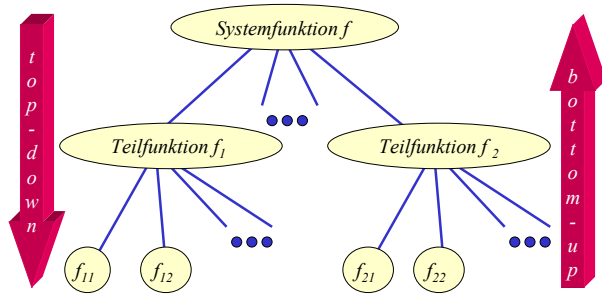 Systemfunktion f
top-down
bottom-up
Teilfunktion f1
Teilfunktion f2
f11
f12
f21
f22